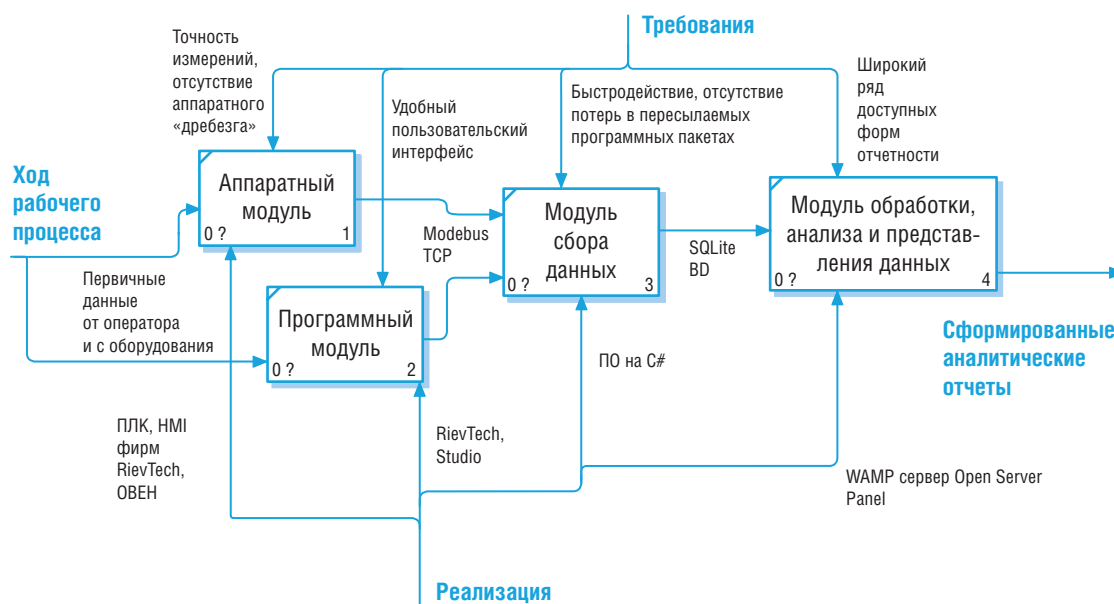 Требования
Точность
измерений,
отсутствие
аппаратного
«дребезга»
Удобный
пользовательский
интерфейс
Быстродействие, отсутствие
потерь в пересылаемых
программных пакетах
Широкий
ряд
доступных
форм
отчетности
Ход
рабочего
процесса
Аппаратный
модуль
0 ? 1
Модуль
сбора
данных
0 ? 3
Модуль обработки,
анализа и представ-
ления данных
0 ? 4
Modebus
TCP
SQLite
BD
Первичные
данные
от оператора
и с оборудования
Программный
модуль
0 ? 2
Сформированные
аналитические
отчеты
ПО на C#
ПЛК, HMI
фирм
RievTech,
ОВЕН
RievTech,
Studio
WAMP сервер Open Server
Panel
Реализация